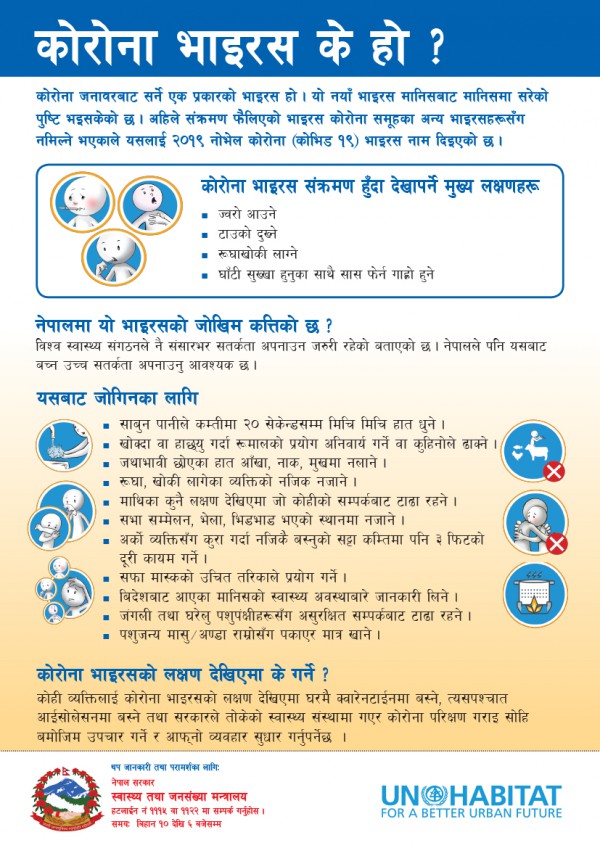 कोरोना भाइरस के हो ?
कोरोना जनावरबाट सर्ने एक प्रकारको भाइरस हो । यो नयाँ भाइरस मानिसबाट मानिसमा सरेको
पुष्टि भइसकेको छ । अहिले संक्रमण फैलिएको भाइरस कोरोना समूहका अन्य भाइरसहरूसँग
नमिल्ने भएकाले यसलाई २०१९ नोभेल कोरोना (कोभिड १९) भाइरस नाम दिइएको छ ।
कोरोना भाइरस संक्रमण हुँदा देखापर्ने मुख्य लक्षणहरू
ज्वरो आउने
टाउको दुख्ने
रूघाखोकी लाग्ने
घाँटी सुख्खा हुनुका साथै सास फेर्न गाह्रो हुने
नेपालमा यो भाइरसको जोखिम कत्तिको छ ?
विश्व स्वास्थ्य संगठनले नै संसारभर सतर्कता अपनाउन जरुरी रहेको बताएको छ । नेपालले पनि यसबाट
बच्न उच्च सतर्कता अपनाउनु आवश्यक छ ।
यसबाट जोगिनका लागि
साबुन पानीले कम्तीमा २० सेकेन्डसम्म मिचि मिचि हात धुने ।
खोक्दा वा हाछ्यु गर्दा रूमालको प्रयोग अनिवार्य गर्ने वा कुहिनोले ढाक्ने ।
जथाभावी छोएका हात आँखा, नाक, मुखमा नलाने ।
रूघा, खोकी लागेका व्यक्तिको नजिक नजाने ।
माथिका कुनै लक्षण देखिएमा जो कोहीको सम्पर्कबाट टाढा रहने ।
सभा सम्मेलन, भेला, भिडभाड भएको स्थानमा नजाने ।
अर्को व्यक्तिसँग कुरा गर्दा नजिकै बस्नुको सट्टा कम्तिमा पनि ३ फिटको
दूरी कायम गर्ने ।
सफा मास्कको उचित तरिकाले प्रयोग गर्ने ।
विदेशबाट आएका मानिसको स्वास्थ्य अवस्थाबारे जानकारी लिने ।
जंगली तथा घरेलु पशुपंक्षीहरूसँग असुरक्षित सम्पर्कबाट टाढा रहने ।
पशुजन्य मासु/अण्डा राम्रोसँग पकाएर मात्र खाने ।
कोरोना भाइरसको लक्षण देखिएमा के गर्ने ?
कोही व्यक्तिलाई कोरोना भाइरसको लक्षण देखिएमा घरमै क्वारेनटाईनमा बस्ने, त्यसपश्चात
आईसोलेसनमा बस्ने तथा सरकारले तोकेको स्वास्थ्य संस्थामा गएर कोरोना परिक्षण गराइ सोहि
बमोजिम उपचार गर्ने र आफ्नो व्यवहार सुधार गर्नुपर्नेछ ।
थप जानकारी तथा परामर्शका लागिः
नेपाल सरकार
स्वास्थ्य तथा जनसंख्या मन्त्रालय
हटलाईन नं १११५ वा ११२२ मा सम्पर्क गर्नुहोस ।
समयः बिहान १० देखि ६ बजेसम्म
UN HABITAT
FOR A BETTER URBAN FUTURE